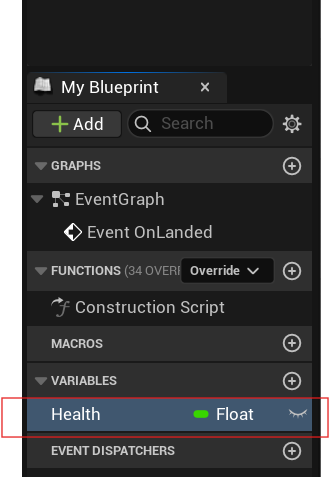 My Blueprint
Add
Search
GRAPHS
EventGraph
Event OnLanded
FUNCTIONS (34 OVERR Override
Construction Script
MACROS
VARIABLES
Health Float
EVENT DISPATCHERS